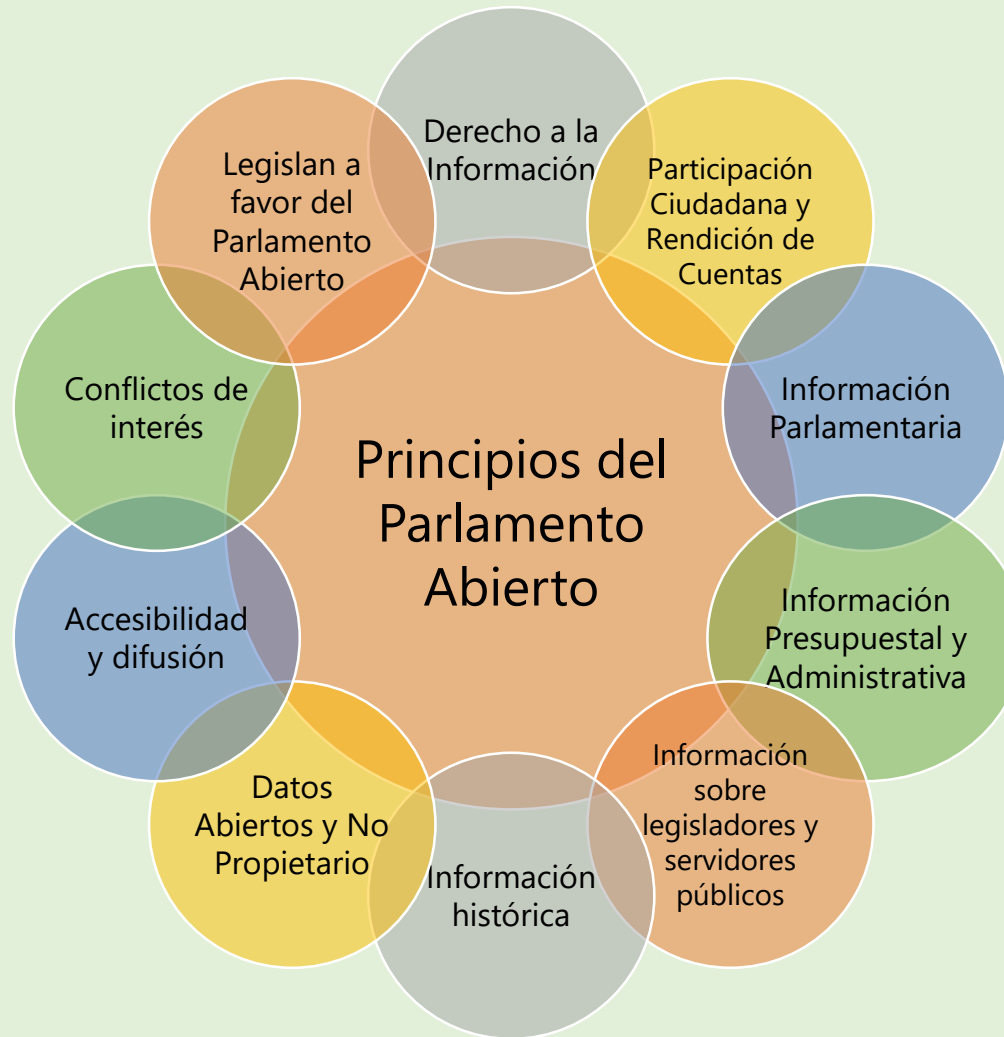 Derecho a la
Información
Participación
Ciudadana y
Rendición de
Cuentas
Información
Parlamentaria
Información
Presupuestal y
Administrativa
Información
sobre
legisladores y
servidores
públicos
Información
histórica
Datos
Abiertos y No
Propietario
Accesibilidad
y difusión
Conflictos de
interés
Legislan a
favor del
Parlamento
Abierto
Principios del
Parlamento
Abierto